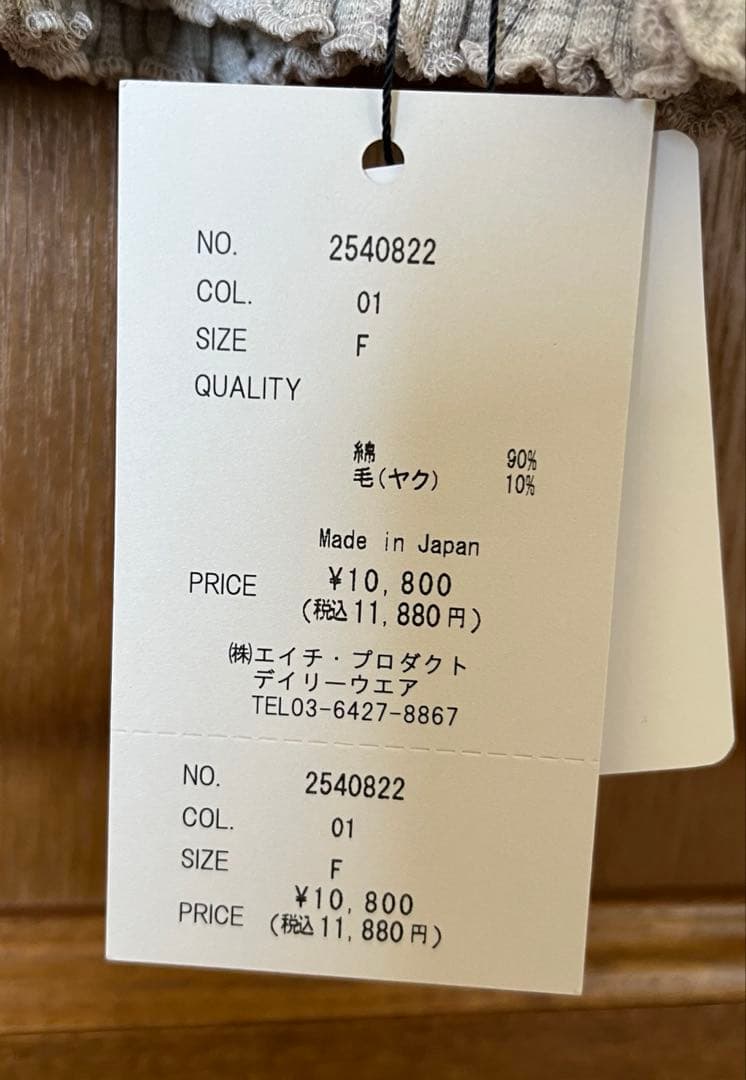 NO. 2540822
COL. 01
SIZE F
QUALITY
綿 90%
毛(ヤク) 10%
Made in Japan
PRICE ¥10,800
(税込11,880円)
㈱エイチ・プロダクト
デイリーウエア
TEL03-6427-8867
NO. 2540822
COL. 01
SIZE F
¥10,800
PRICE (税込11,880円)